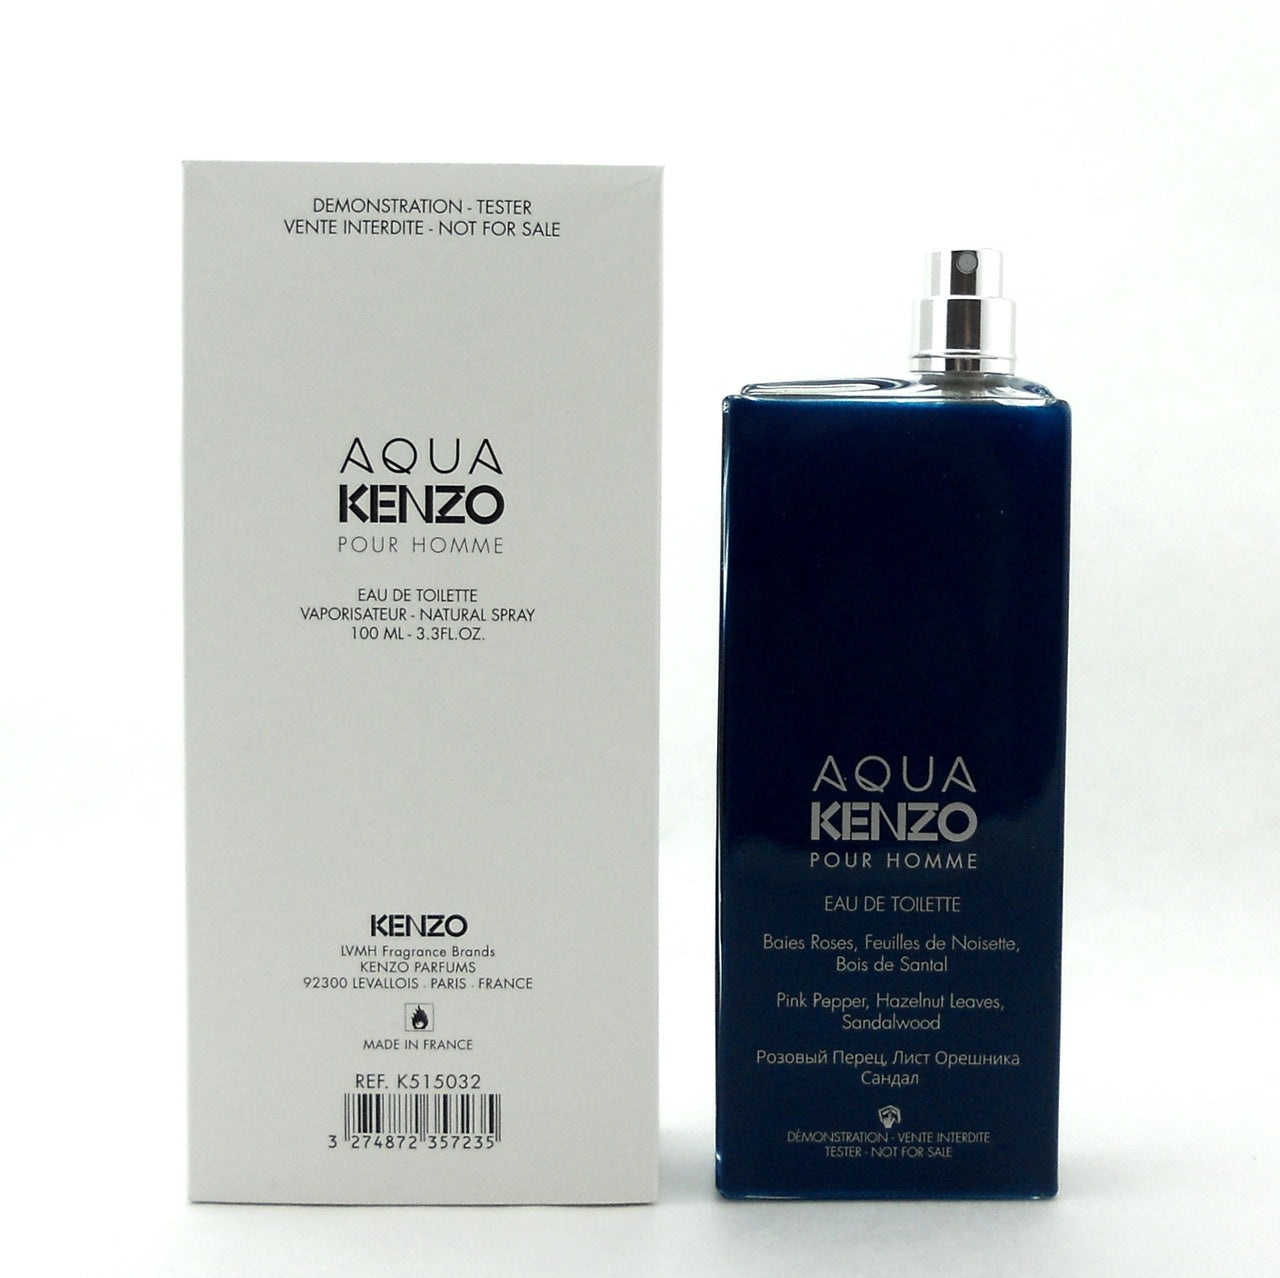 DEMONSTRATION - TESTER
VENTE INTERDITE - NOT FOR SALE
AQUA
KENZO
POUR HOMME
EAU DE TOILETTE
VAPORISATEUR - NATURAL SPRAY
100 ML - 3.3FL.OZ.
KENZO
LVMH Fragrance Brands
KENZO PARFUMS
92300 LEVALLOIS · PARIS · FRANCE
MADE IN FRANCE
REF. K515032
3 274872 357235
AQUA
KENZO
POUR HOMME
EAU DE TOILETTE
Baies Roses, Feuilles de Noisette,
Bois de Santal
Pink Pepper, Hazelnut Leaves,
Sandalwood
Розовый Перец, Лист Орешника
Сандал
DÉMONSTRATION · VENTE INTERDITE
TESTER · NOT FOR SALE